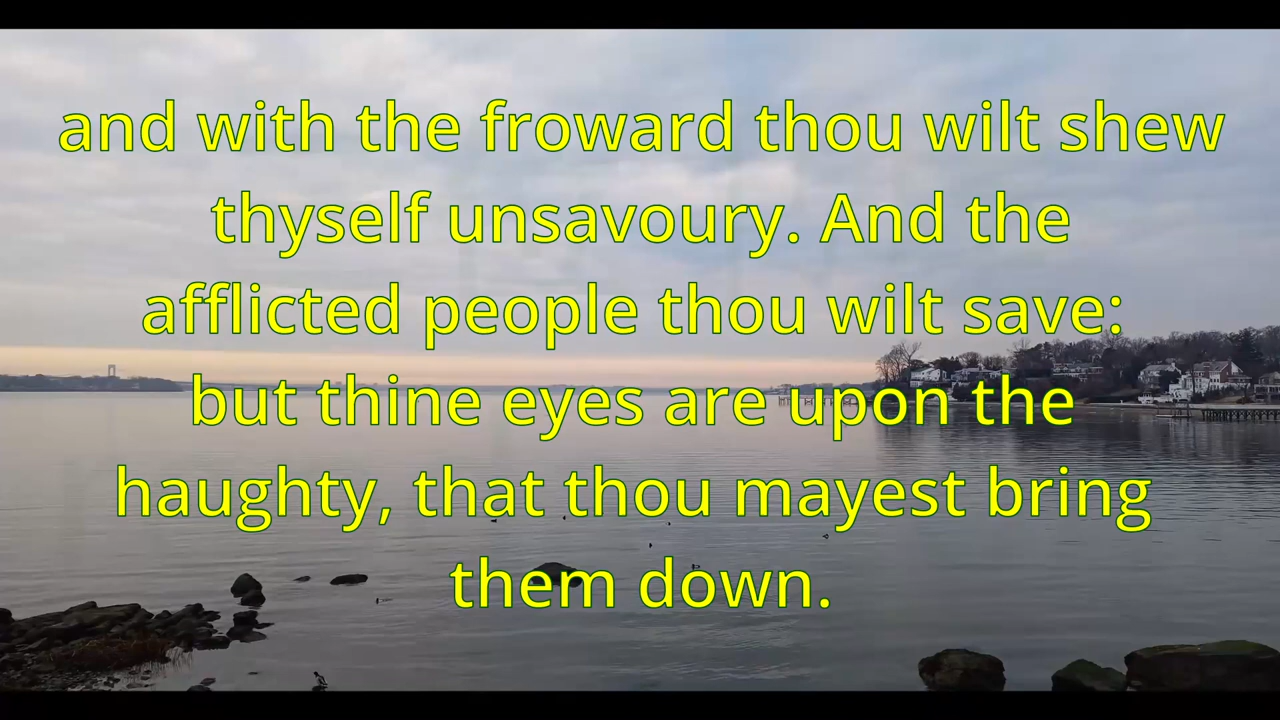 and with the froward thou wilt shew
thyself unsavoury. And the
afflicted people thou wilt save:
but thine eyes are upon the
haughty, that thou mayest bring
them down.